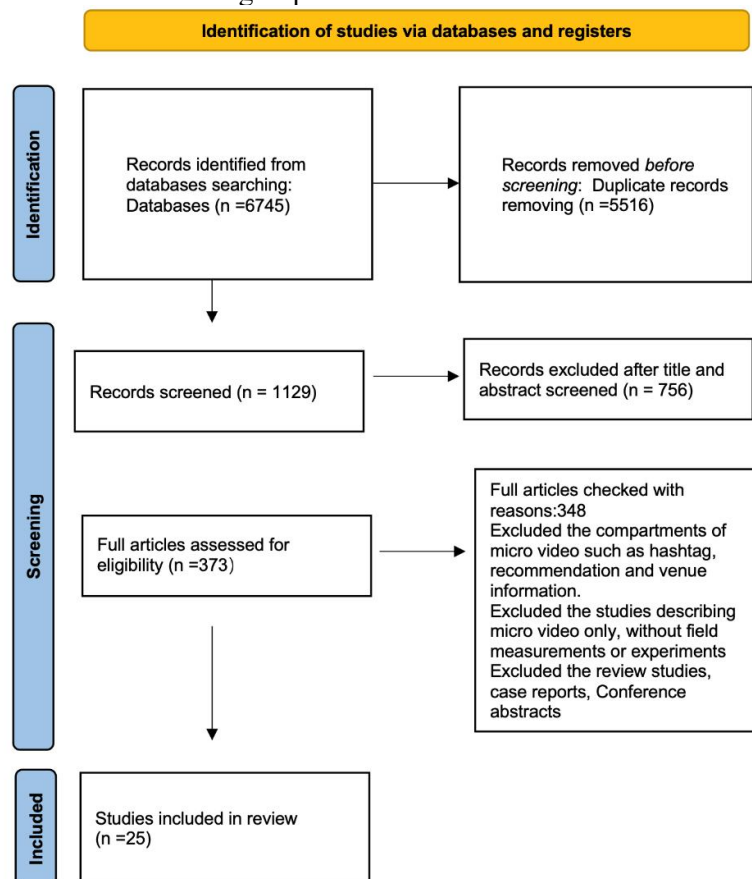 Identification of studies via databases and registers
Identification
Records identified from
databases searching:
Databases (n =6745)
Records removed before
screening: Duplicate records
removing (n =5516)
Screening
Records screened (n = 1129)
Records excluded after title and
abstract screened (n = 756)
Full articles assessed for
eligibility (n =373)
Full articles checked with
reasons:348
Excluded the compartments of
micro video such as hashtag,
recommendation and venue
information.
Excluded the studies describing
micro video only, without field
measurements or experiments
Excluded the review studies,
case reports, Conference
abstracts
Included
Studies included in review
(n =25)